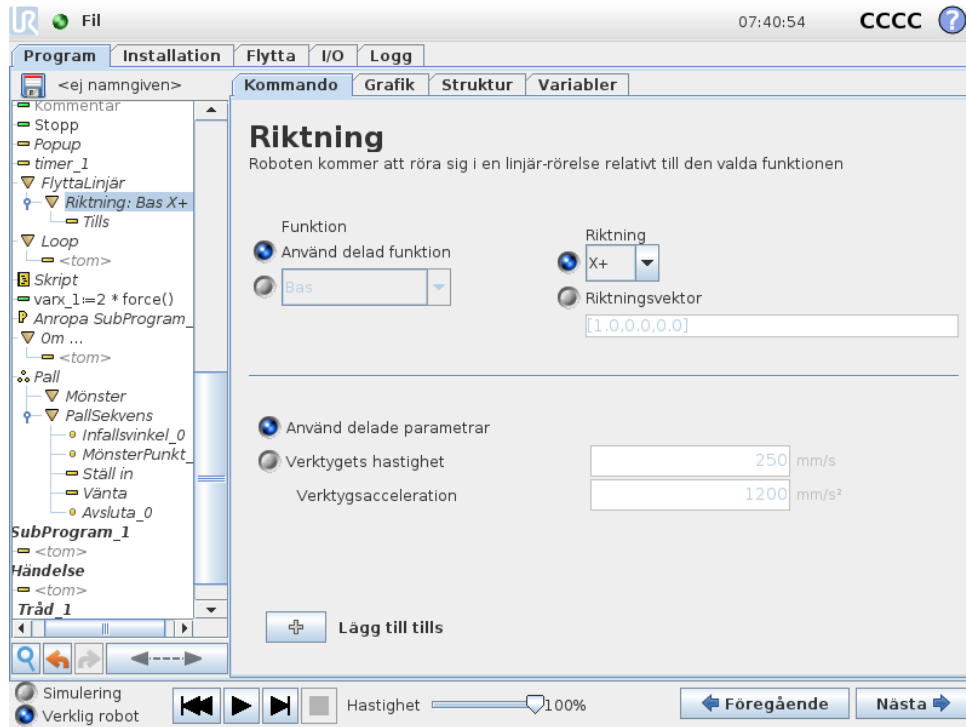 UR Fil 07:40:54 CCCC ?
Program Installation Flytta I/O Logg
<ej namngiven>
Kommando Grafik Struktur Variabler
Kommentar
Stopp
Popup
timer_1
FlyttaLinjär
Riktning: Bas X+
Tills
Loop
<tom>
Skript
varx_1:=2 * force()
Anropa SubProgram_
Om ...
<tom>
Pall
Mönster
PallSekvens
Infallsvinkel_0
MönsterPunkt_
Ställ in
Vänta
Avsluta_0
SubProgram_1
<tom>
Händelse
<tom>
Tråd_1
Riktning
Roboten kommer att röra sig i en linjär-rörelse relativt till den valda funktionen
Funktion
Använd delad funktion
Bas
Riktning
X+
Riktningsvektor
[1.0,0.0,0.0]
Använd delade parametrar
Verktygets hastighet 250 mm/s
Verktygsacceleration 1200 mm/s²
Lägg till tills
Simulering
Verklig robot
Hastighet 100%
Föregående Nästa